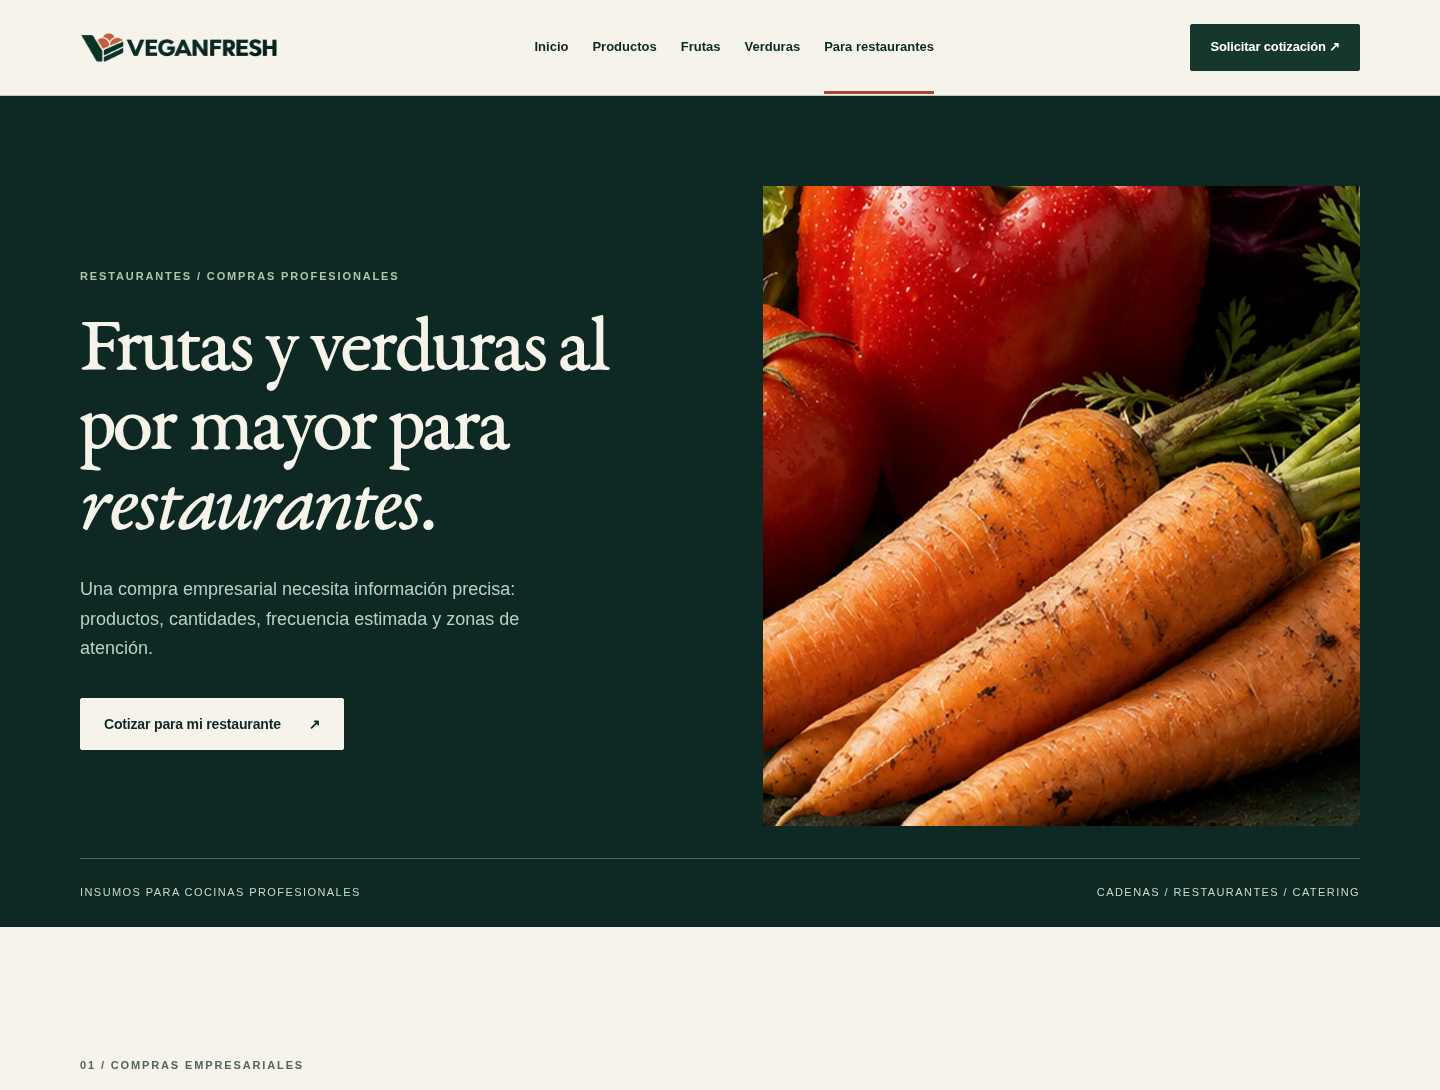 VEGANFRESH
Inicio
Productos
Frutas
Verduras
Para restaurantes
Solicitar cotización ↗
RESTAURANTES / COMPRAS PROFESIONALES
Frutas y verduras al
por mayor para
restaurantes.
Una compra empresarial necesita información precisa:
productos, cantidades, frecuencia estimada y zonas de
atención.
Cotizar para mi restaurante ↗
INSUMOS PARA COCINAS PROFESIONALES
CADENAS / RESTAURANTES / CATERING
01 / COMPRAS EMPRESARIALES